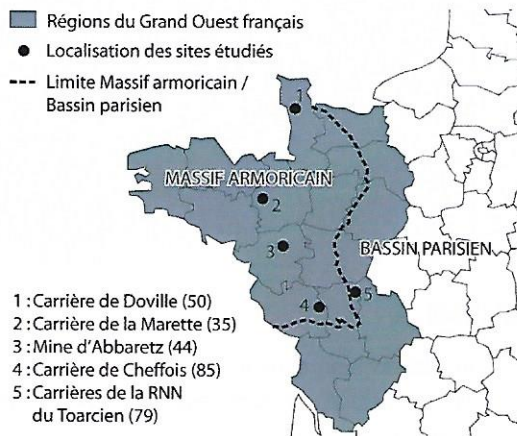 Régions du Grand Ouest français
Localisation des sites étudiés
Limite Massif armoricain /
Bassin parisien
1
MASSIF ARMORICAIN
2
3
BASSIN PARISIEN
4
5
1 : Carrière de Doville (50)
2 : Carrière de la Marette (35)
3 : Mine d'Abbaretz (44)
4 : Carrière de Cheffois (85)
5 : Carrières de la RNN
du Toarcien (79)